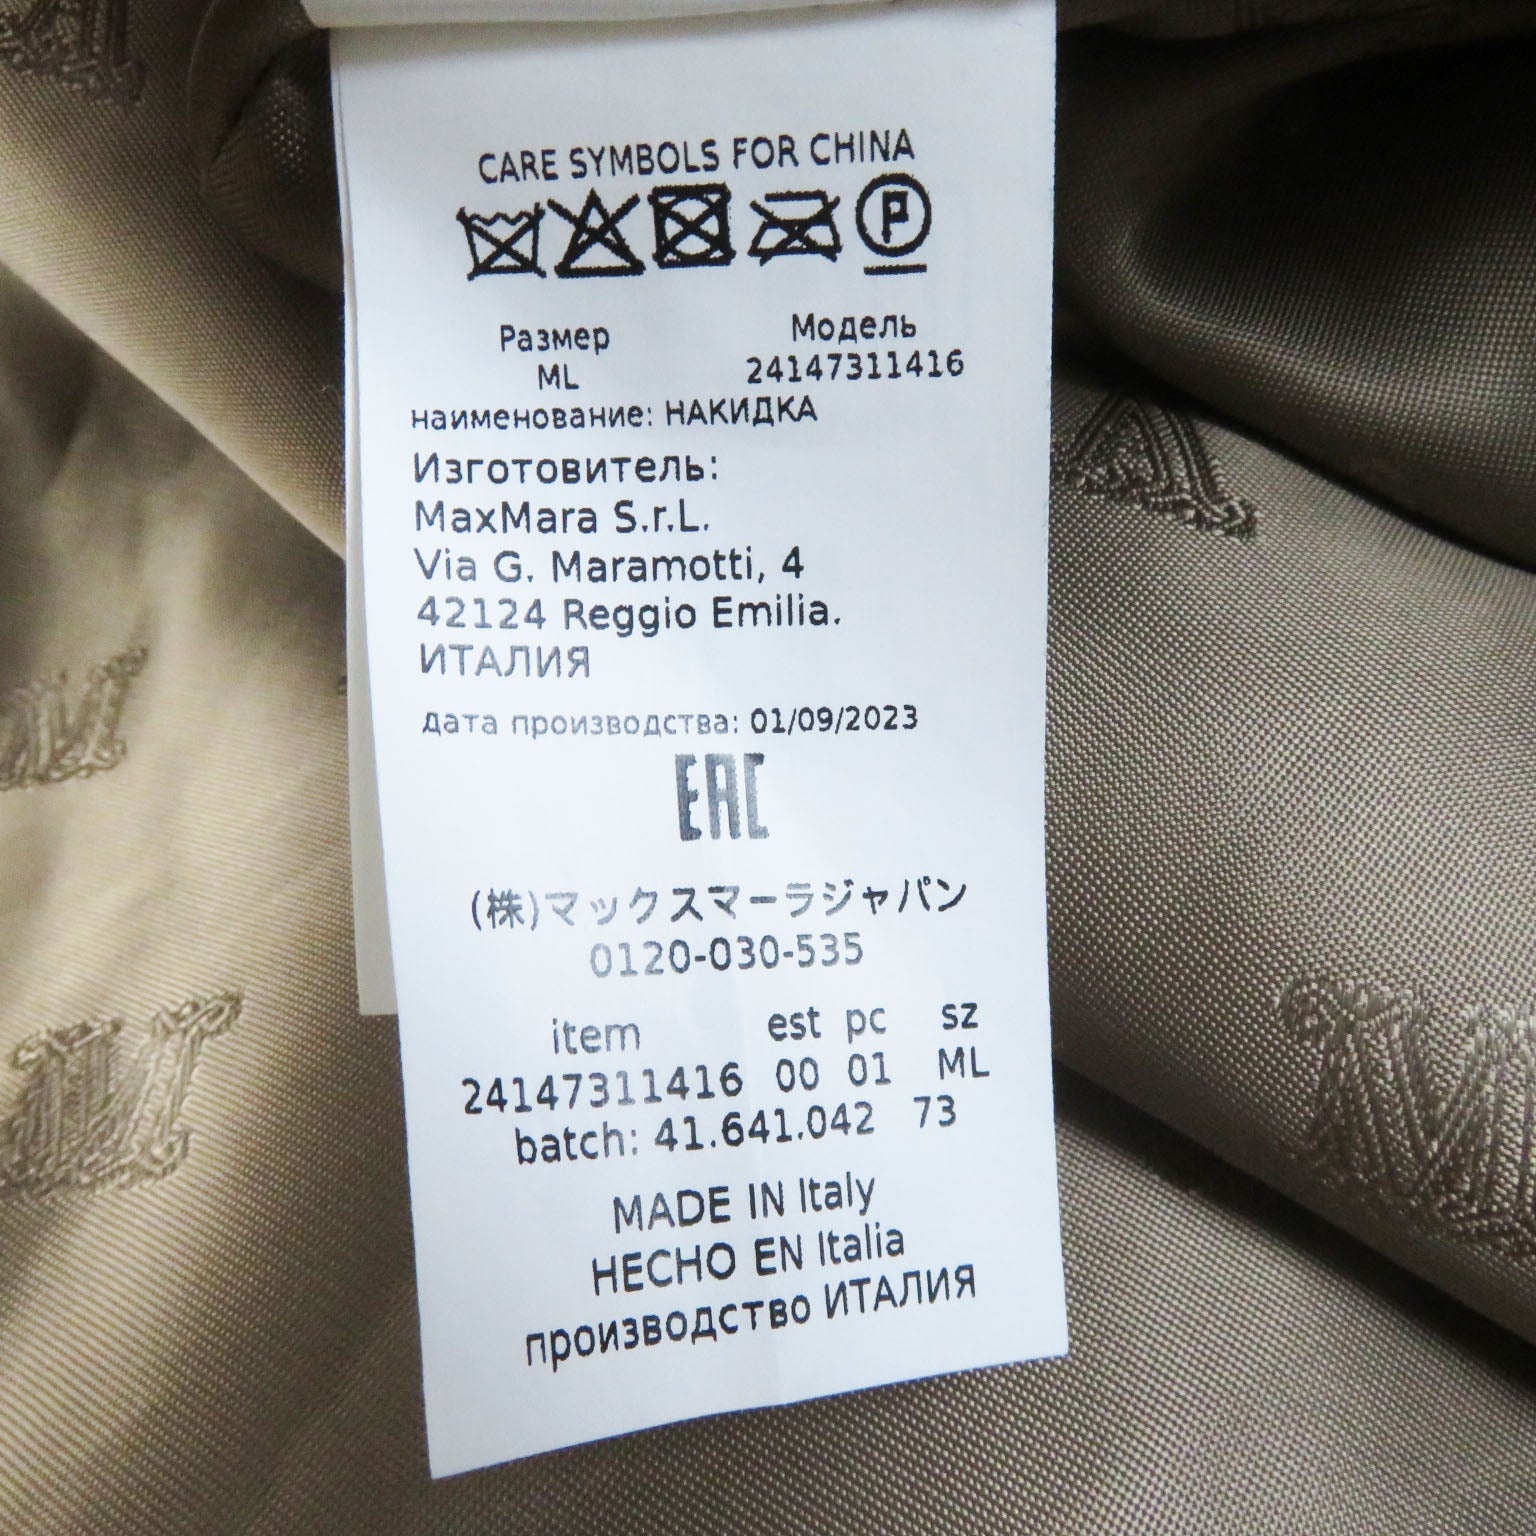 CARE SYMBOLS FOR CHINA
P
Размер Модель
ML 24147311416
наименование: НАКИДКА
Изготовитель:
MaxMara S.r.L.
Via G. Maramotti, 4
42124 Reggio Emilia.
ИТАЛИЯ
дата производства: 01/09/2023
EAC
(株)マックスマーラジャパン
0120-030-535
item est pc sz
24147311416 00 01 ML
batch: 41.641.042 73
MADE IN Italy
HECHO EN Italia
производство ИТАЛИЯ